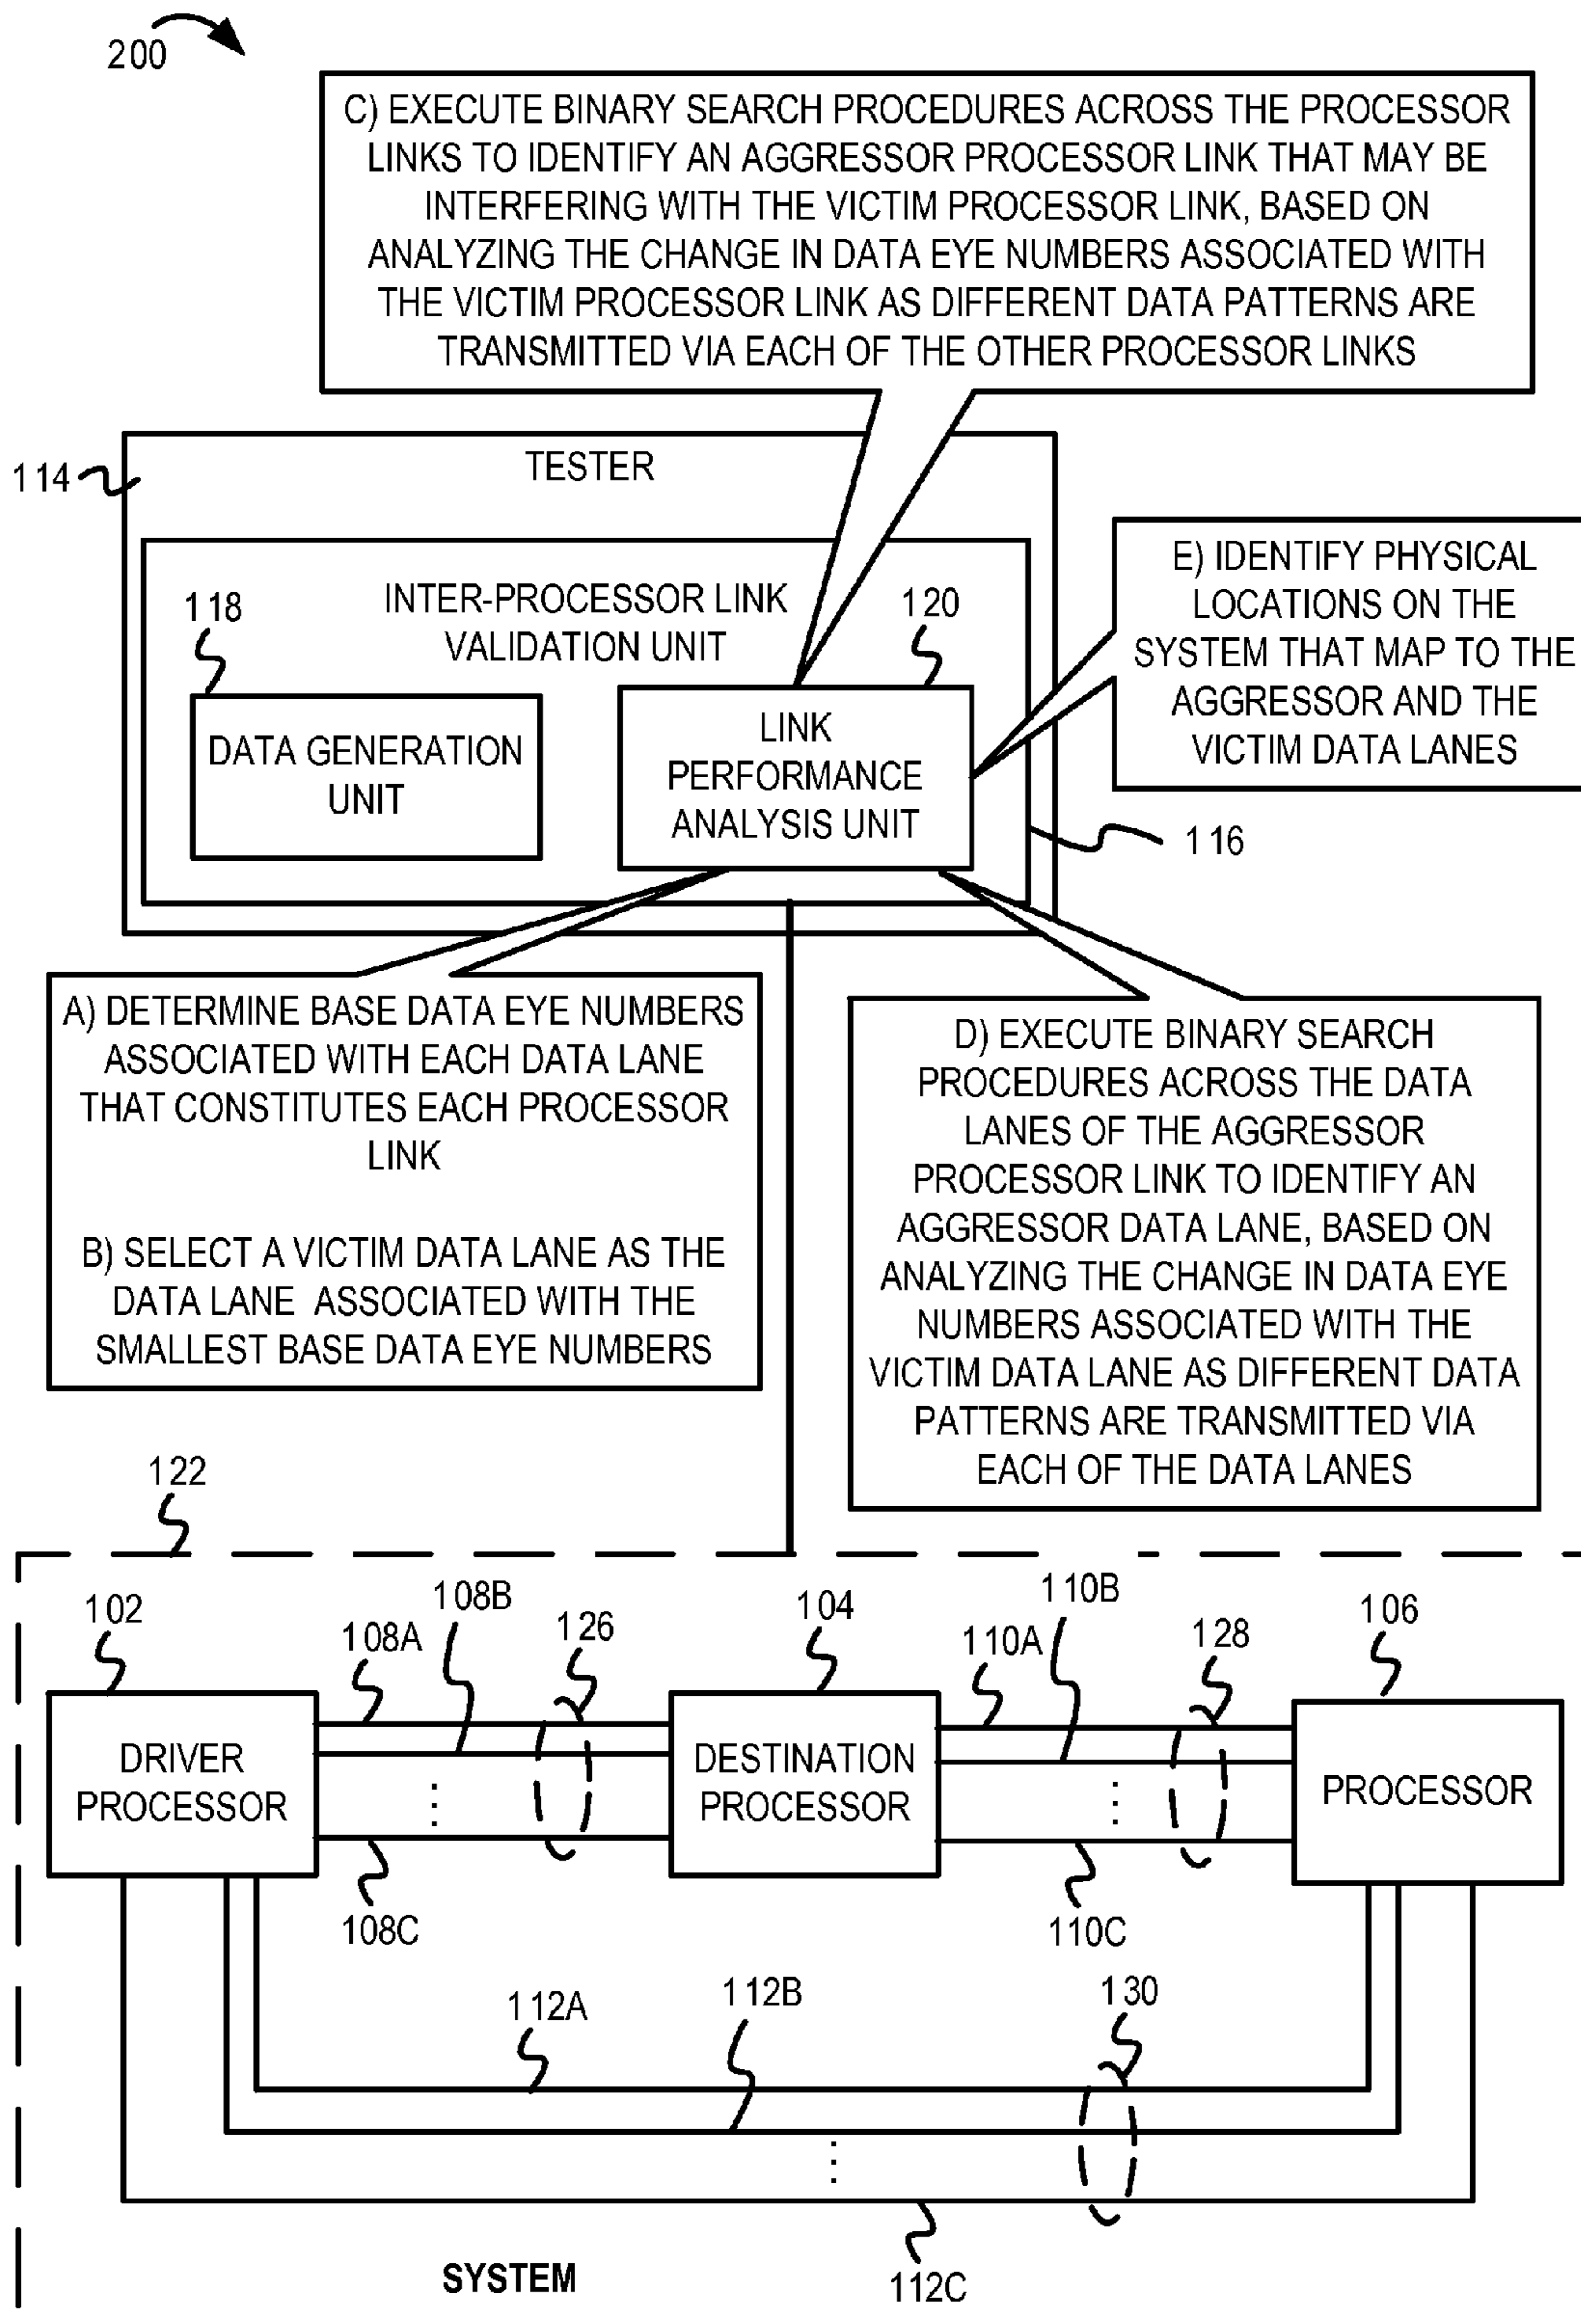 200
C) EXECUTE BINARY SEARCH PROCEDURES ACROSS THE PROCESSOR
LINKS TO IDENTIFY AN AGGRESSOR PROCESSOR LINK THAT MAY BE
INTERFERING WITH THE VICTIM PROCESSOR LINK, BASED ON
ANALYZING THE CHANGE IN DATA EYE NUMBERS ASSOCIATED WITH
THE VICTIM PROCESSOR LINK AS DIFFERENT DATA PATTERNS ARE
TRANSMITTED VIA EACH OF THE OTHER PROCESSOR LINKS
114
TESTER
E) IDENTIFY PHYSICAL
LOCATIONS ON THE
SYSTEM THAT MAP TO THE
AGGRESSOR AND THE
VICTIM DATA LANES
118
INTER-PROCESSOR LINK
VALIDATION UNIT
120
DATA GENERATION
UNIT
LINK
PERFORMANCE
ANALYSIS UNIT
116
A) DETERMINE BASE DATA EYE NUMBERS
ASSOCIATED WITH EACH DATA LANE
THAT CONSTITUTES EACH PROCESSOR
LINK
B) SELECT A VICTIM DATA LANE AS THE
DATA LANE ASSOCIATED WITH THE
SMALLEST BASE DATA EYE NUMBERS
D) EXECUTE BINARY SEARCH
PROCEDURES ACROSS THE DATA
LANES OF THE AGGRESSOR
PROCESSOR LINK TO IDENTIFY AN
AGGRESSOR DATA LANE, BASED ON
ANALYZING THE CHANGE IN DATA EYE
NUMBERS ASSOCIATED WITH THE
VICTIM DATA LANE AS DIFFERENT DATA
PATTERNS ARE TRANSMITTED VIA
EACH OF THE DATA LANES
122
102
108A
108B
126
104
110A
110B
128
106
DRIVER
PROCESSOR
DESTINATION
PROCESSOR
PROCESSOR
108C
110C
112A
112B
130
112C
SYSTEM